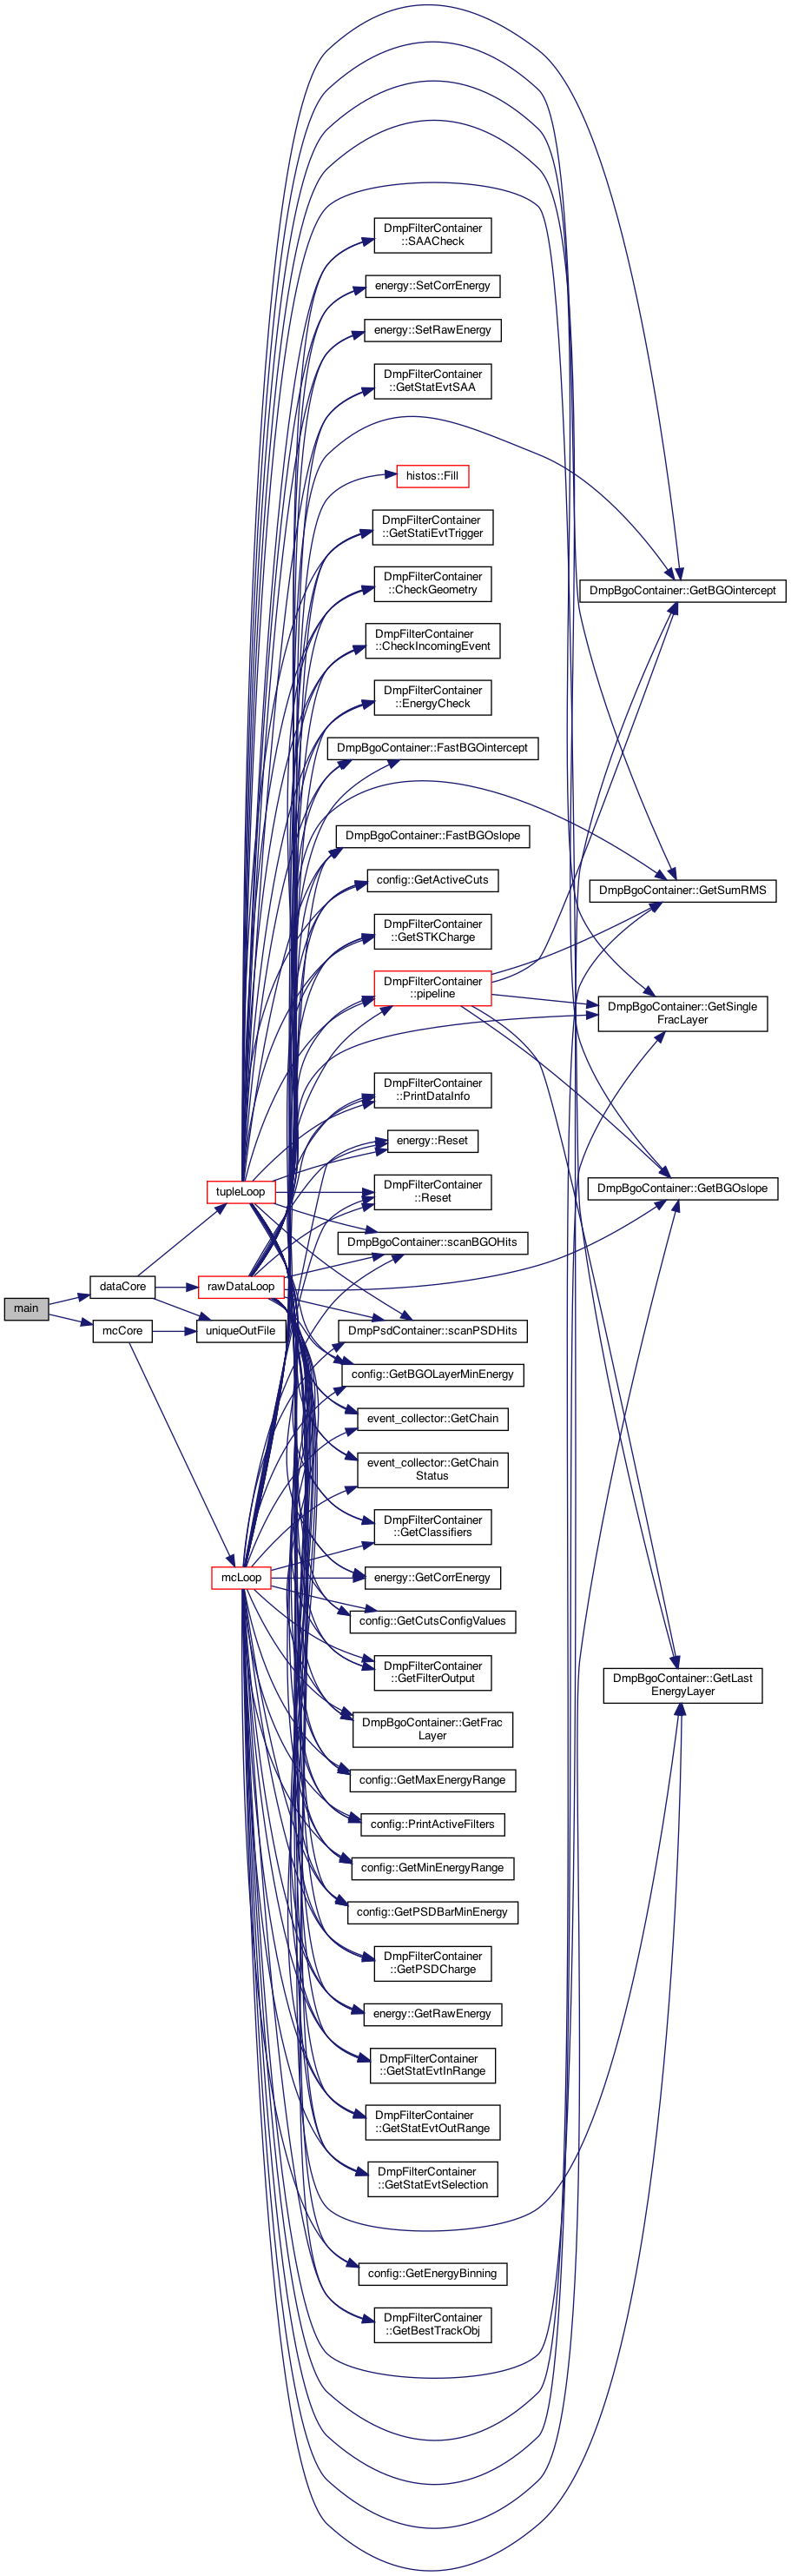 main
dataCore
mcCore
tupleLoop
rawDataLoop
uniqueOutFile
mcLoop
DmpFilterContainer
::SAACheck
energy::SetCorrEnergy
energy::SetRawEnergy
DmpFilterContainer
::GetStatEvtSAA
histos::Fill
DmpFilterContainer
::GetStatiEvtTrigger
DmpFilterContainer
::CheckGeometry
DmpFilterContainer
::CheckIncomingEvent
DmpFilterContainer
::EnergyCheck
DmpBgoContainer::FastBGOintercept
DmpBgoContainer::FastBGOslope
config::GetActiveCuts
DmpFilterContainer
::GetSTKCharge
DmpFilterContainer
::pipeline
DmpFilterContainer
::PrintDataInfo
energy::Reset
DmpFilterContainer
::Reset
DmpBgoContainer::scanBGOHits
DmpPsdContainer::scanPSDHits
config::GetBGOLayerMinEnergy
event_collector::GetChain
event_collector::GetChain
Status
DmpFilterContainer
::GetClassifiers
energy::GetCorrEnergy
config::GetCutsConfigValues
DmpFilterContainer
::GetFilterOutput
DmpBgoContainer::GetFrac
Layer
config::GetMaxEnergyRange
config::PrintActiveFilters
config::GetMinEnergyRange
config::GetPSDBarMinEnergy
DmpFilterContainer
::GetPSDCharge
energy::GetRawEnergy
DmpFilterContainer
::GetStatEvtInRange
DmpFilterContainer
::GetStatEvtOutRange
DmpFilterContainer
::GetStatEvtSelection
config::GetEnergyBinning
DmpFilterContainer
::GetBestTrackObj
DmpBgoContainer::GetBGOintercept
DmpBgoContainer::GetSumRMS
DmpBgoContainer::GetSingle
FracLayer
DmpBgoContainer::GetBGOslope
DmpBgoContainer::GetLast
EnergyLayer